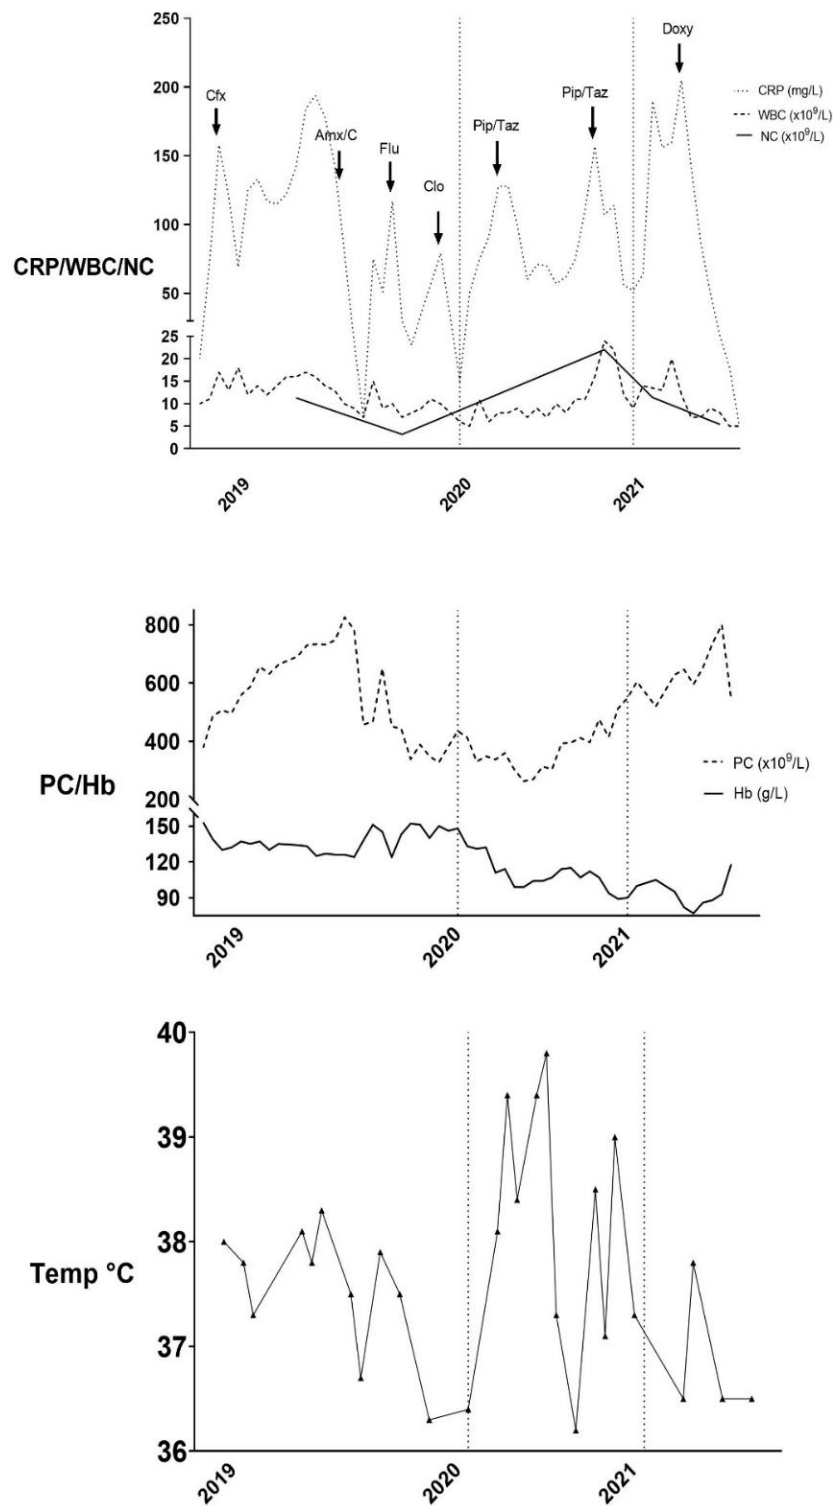 250
200
150
100
50
25
20
15
10
5
0
CRP/WBC/NC
Cfx
Amx/C
Flu
Clo
Pip/Taz
Pip/Taz
Doxy
CRP (mg/L)
WBC (x10⁹/L)
NC (x10⁹/L)
2019
2020
2021
800
600
400
200
150
120
90
PC/Hb
PC (x10⁹/L)
Hb (g/L)
2019
2020
2021
40
39
38
37
36
Temp °C
2019
2020
2021